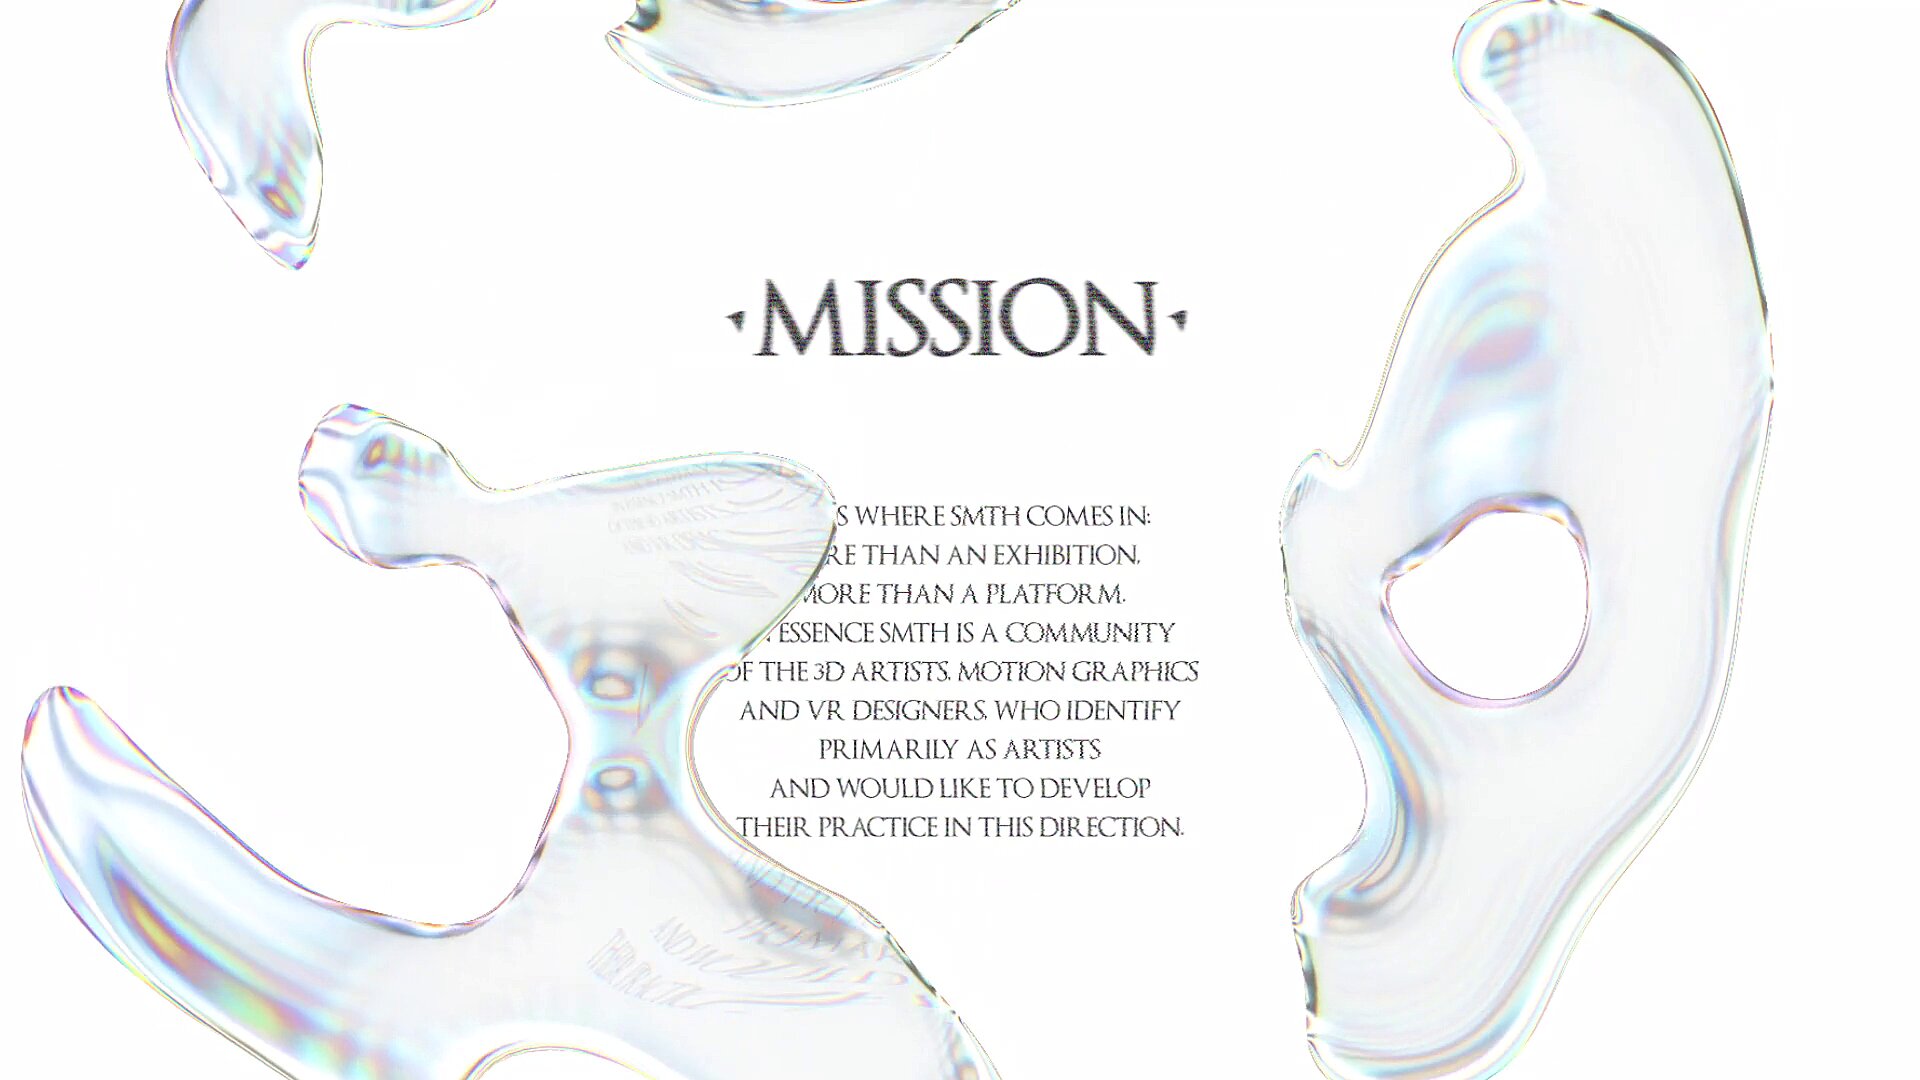 ·MISSION·
WHERE SMTH COMES IN:
THAN AN EXHIBITION,
MORE THAN A PLATFORM.
ESSENCE SMTH IS A COMMUNITY
OF THE 3D ARTISTS, MOTION GRAPHICS
AND VR DESIGNERS, WHO IDENTIFY
PRIMARILY AS ARTISTS
AND WOULD LIKE TO DEVELOP
THEIR PRACTICE IN THIS DIRECTION.